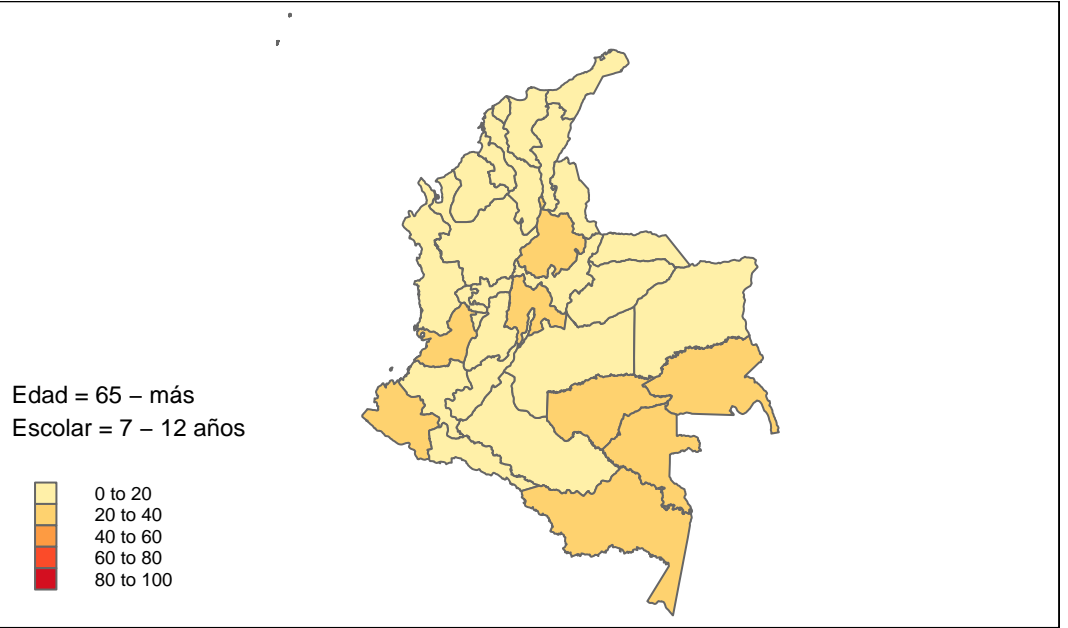 Edad = 65 – más
Escolar = 7 – 12 años
0 to 20
20 to 40
40 to 60
60 to 80
80 to 100